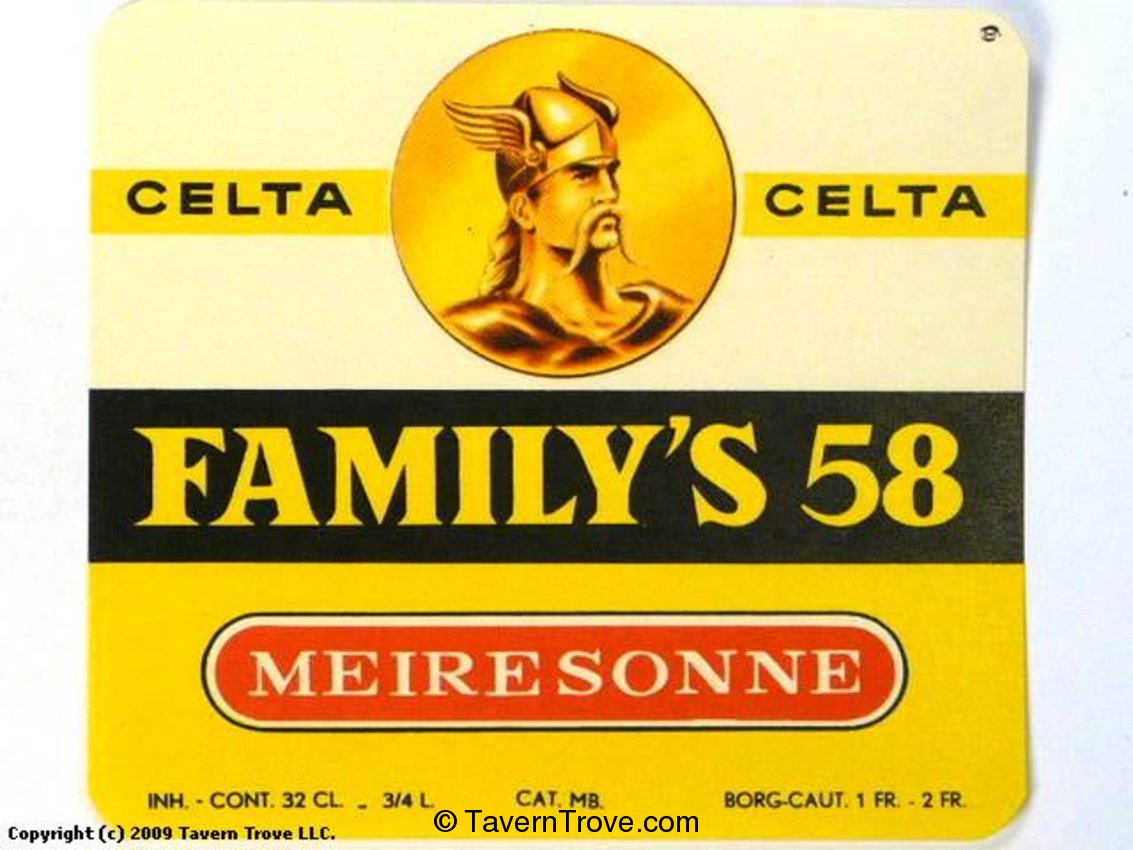 CELTA CELTA
FAMILY'S 58
MEIRESONNE
INH. - CONT. 32 CL. - 3/4 L. CAT. MB. BORG-CAUT. 1 FR. - 2 FR.
Copyright (c) 2009 Tavern Trove LLC. © TavernTrove.com